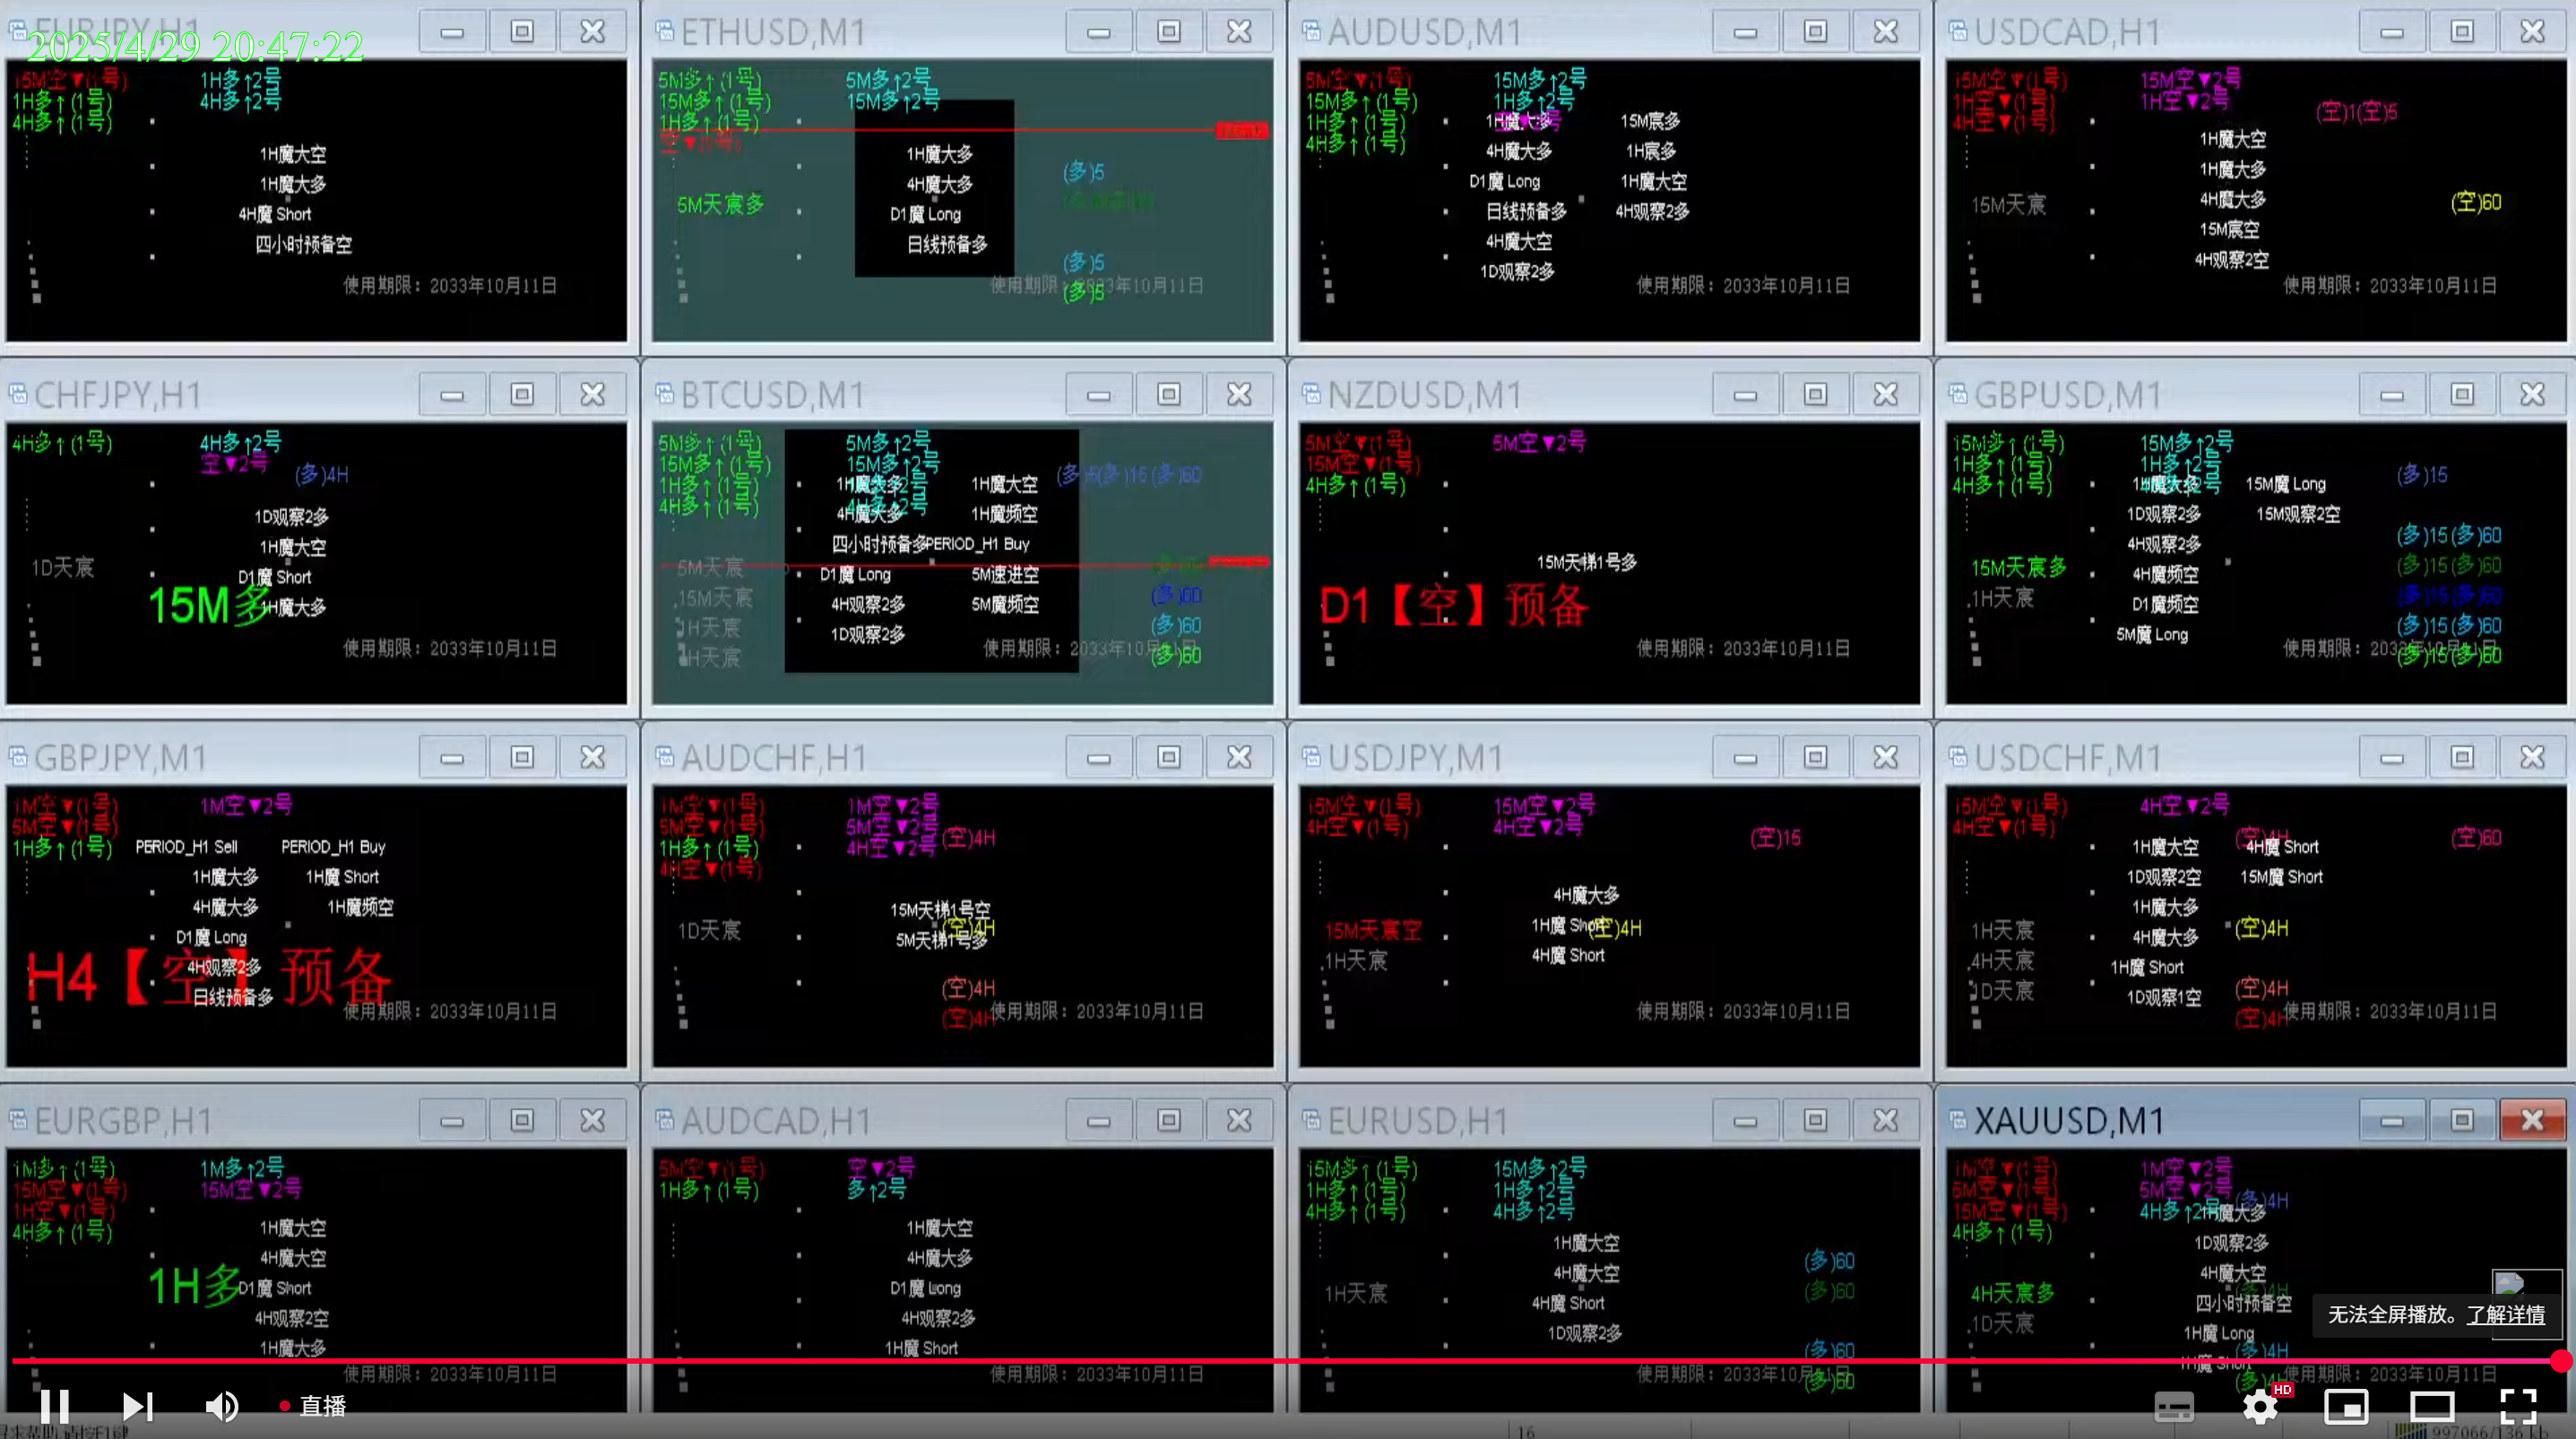 EURJPY,H1
2025/4/29 20:47:22
15M空▼(1号)
1H多↑(1号)
4H多↑(1号)
1H多↑2号
4H多↑2号
1H魔大空
1H魔大多
4H魔 Short
四小时预备空
使用期限：2033年10月11日
ETHUSD,M1
5M多↑(1号)
15M多↑(1号)
1H多↑(1号)
空▼(1号)
5M多↑2号
15M多↑2号
5M天宸多
1H魔大多
4H魔大多
D1魔 Long
日线预备多
(多)5
(多)5
(多)5
使用期限：2033年10月11日
AUDUSD,M1
5M空▼(1号)
15M多↑(1号)
1H多↑(1号)
4H多↑(1号)
15M多↑2号
1H多↑2号
1H魔大多
4H魔大多
D1魔 Long
日线预备多
4H魔大空
1D观察2多
15M宸多
1H宸多
1H魔大空
4H观察2多
使用期限：2033年10月11日
USDCAD,H1
15M空▼(1号)
1H空▼(1号)
4H空▼(1号)
15M空▼2号
1H空▼2号
(空)1(空)5
15M天宸
1H魔大空
1H魔大多
4H魔大多
15M宸空
4H观察2空
(空)60
使用期限：2033年10月11日
CHFJPY,H1
4H多↑(1号)
4H多↑2号
空▼2号
(多)4H
1D天宸
1D观察2多
1H魔大空
D1魔 Short
1H魔大多
15M多
使用期限：2033年10月11日
BTCUSD,M1
5M多↑(1号)
15M多↑(1号)
1H多↑(1号)
4H多↑(1号)
5M多↑2号
15M多↑2号
1H魔大多
4H魔大多
四小时预备多
D1魔 Long
4H观察2多
1D观察2多
1H魔大空
1H魔频空
PERIOD_H1 Buy
5M速进空
5M魔频空
(多)5(多)15(多)60
(多)60
(多)60
(多)60
5M天宸
15M天宸
1H天宸
使用期限：2033年10月11日
NZDUSD,M1
5M空▼(1号)
15M空▼(1号)
4H多↑(1号)
5M空▼2号
15M天梯1号多
D1【空】预备
使用期限：2033年10月11日
GBPUSD,M1
15M多↑(1号)
1H多↑(1号)
4H多↑(1号)
15M多↑2号
1H多↑2号
1H魔大多
1D观察2多
4H观察2多
4H魔频空
D1魔频空
5M魔 Long
15M魔 Long
15M观察2空
15M天宸多
1H天宸
(多)15
(多)15(多)60
(多)15(多)60
(多)15(多)60
(多)15(多)60
(多)15(多)60
使用期限：2033年10月11日
GBPJPY,M1
1M空▼(1号)
5M空▼(1号)
1H多↑(1号)
1M空▼2号
PERIOD_H1 Sell
1H魔大多
4H魔大多
D1魔 Long
4H观察2多
日线预备多
PERIOD_H1 Buy
1H魔 Short
1H魔频空
H4【空】预备
使用期限：2033年10月11日
AUDCHF,H1
1M空▼(1号)
5M空▼(1号)
1H多↑(1号)
4H空▼(1号)
1M空▼2号
5M空▼2号
4H空▼2号
(空)4H
1D天宸
15M天梯1号空
5M天梯1号多
(空)4H
(空)4H
(空)4H
使用期限：2033年10月11日
USDJPY,M1
15M空▼(1号)
4H空▼(1号)
15M空▼2号
4H空▼2号
(空)15
15M天宸空
1H天宸
4H魔大多
1H魔 Short
4H魔 Short
(空)4H
使用期限：2033年10月11日
USDCHF,M1
15M空▼(1号)
4H空▼(1号)
4H空▼2号
(空)4H
(空)60
1H魔大空
1D观察2空
1H魔大多
4H魔大多
1H魔 Short
1D观察1空
4H魔 Short
15M魔 Short
(空)4H
(空)4H
(空)4H
1H天宸
4H天宸
1D天宸
使用期限：2033年10月11日
EURGBP,H1
1M多↑(1号)
15M空▼(1号)
1H空▼(1号)
4H多↑(1号)
1M多↑2号
15M空▼2号
1H魔大空
4H魔大空
D1魔 Short
4H观察2空
1H魔大多
1H多
使用期限：2033年10月11日
AUDCAD,H1
5M空▼(1号)
1H多↑(1号)
空▼2号
多↑2号
1H魔大空
4H魔大多
D1魔 Long
4H观察2多
1H魔 Short
使用期限：2033年10月11日
EURUSD,H1
15M多↑(1号)
1H多↑(1号)
4H多↑(1号)
15M多↑2号
1H多↑2号
4H多↑2号
1H天宸
1H魔大空
4H魔大空
4H魔 Short
1D观察2多
(多)60
(多)60
(多)60
(多)60
使用期限：2033年10月11日
XAUUSD,M1
1M空▼(1号)
5M空▼(1号)
15M空▼(1号)
4H多↑(1号)
1M空▼2号
5M空▼2号
4H多↑2号
(多)4H
1H魔大多
1D观察2多
4H魔大空
四小时预备空
1H魔 Long
1H魔 Short
4H天宸多
1D天宸
(多)4H
使用期限：2033年10月11日
无法全屏播放。了解详情
直播
HD
16
997066/136 kb